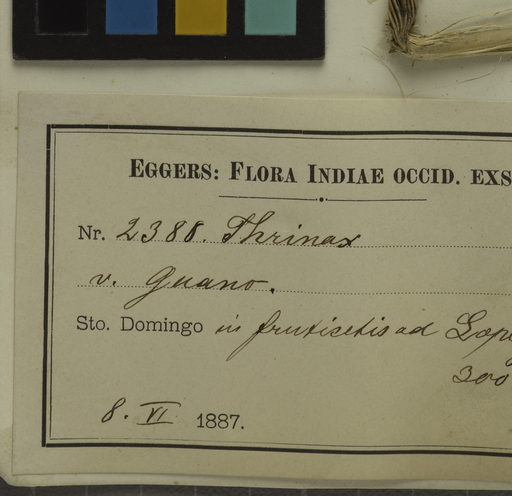 EGGERS: FLORA INDIAE OCCID. EXS
Nr. 2388. Thrinax
v. Guano.
Sto. Domingo in fruticetis ad
300
8. VI 1887.